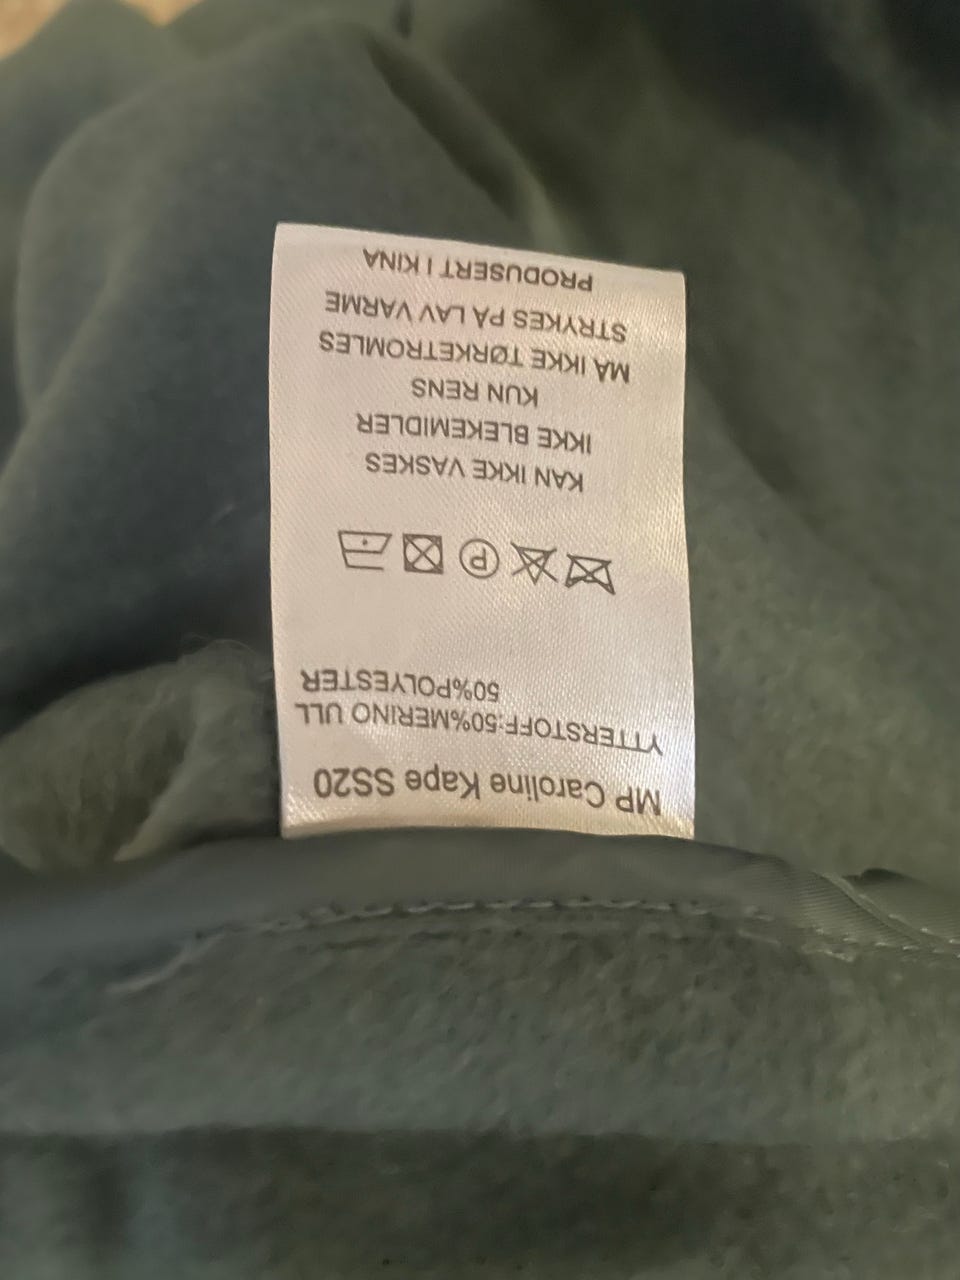 MP Caroline Kape SS20
YTTERSTOFF:50%MERINO ULL
50%POLYESTER
P
KAN IKKE VASKES
IKKE BLEKEMIDLER
KUN RENS
MÅ IKKE TØRKETROMLES
STRYKES PÅ LAV VARME
PRODUSERT I KINA